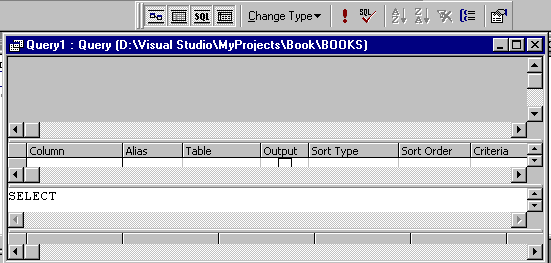 SQL Change Type SQL A Z Z A
Query1 : Query (D:\Visual Studio\MyProjects\Book\BOOKS)
Column Alias Table Output Sort Type Sort Order Criteria
SELECT